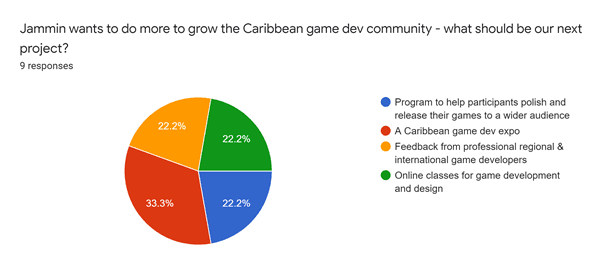 Jammin wants to do more to grow the Caribbean game dev community - what should be our next
project?
9 responses
22.2%
22.2%
33.3%
22.2%
Program to help participants polish and
release their games to a wider audience
A Caribbean game dev expo
Feedback from professional regional &
international game developers
Online classes for game development
and design